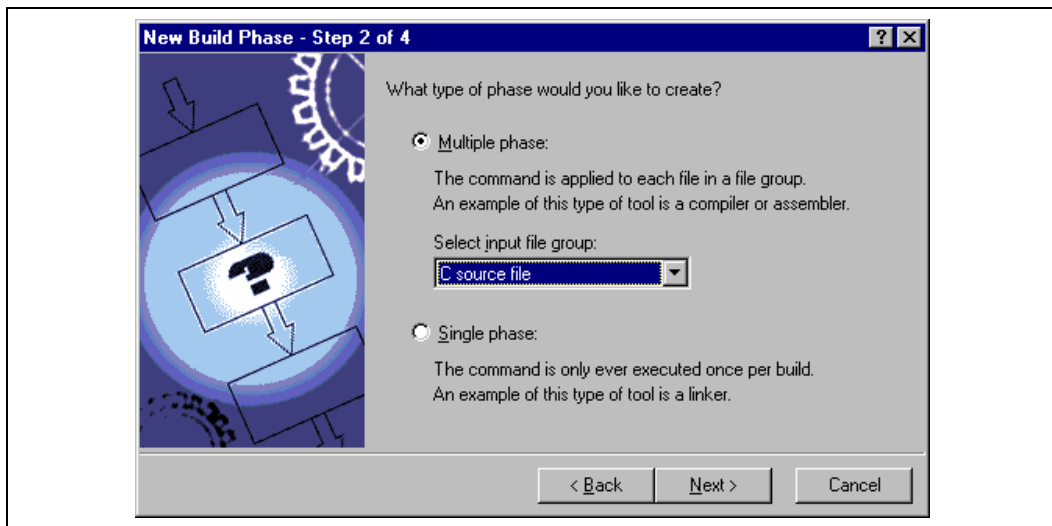 New Build Phase - Step 2 of 4
What type of phase would you like to create?
Multiple phase:
The command is applied to each file in a file group.
An example of this type of tool is a compiler or assembler.
Select input file group:
C source file
Single phase:
The command is only ever executed once per build.
An example of this type of tool is a linker.
< Back
Next >
Cancel